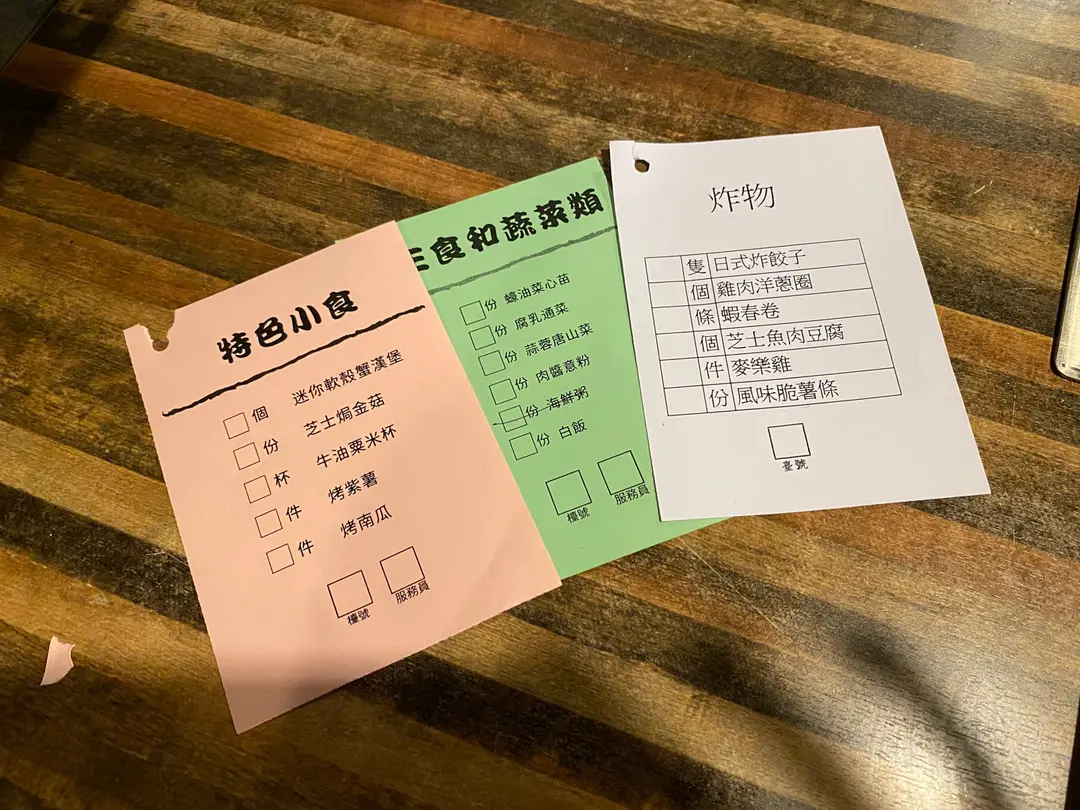 特色小食
個 迷你軟殼蟹漢堡
份 芝士焗金菇
杯 牛油粟米杯
件 烤紫薯
件 烤南瓜
檯號 服務員
主食和蔬菜類
份 蠔油菜心苗
份 腐乳通菜
份 蒜蓉唐山菜
份 肉醬意粉
份 海鮮粥
份 白飯
檯號 服務員
炸物
隻 日式炸餃子
個 雞肉洋蔥圈
條 蝦春卷
個 芝士魚肉豆腐
件 麥樂雞
份 風味脆薯條
臺號